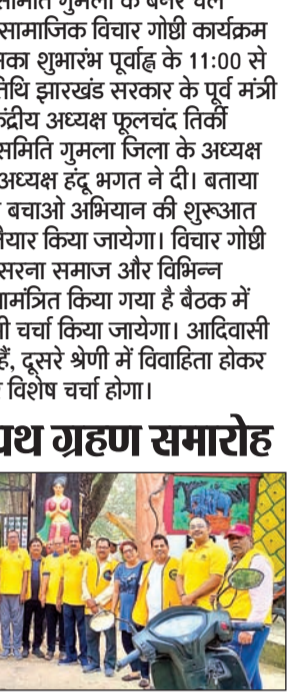 समिति गुमला के बैनर तले
सामाजिक विचार गोष्ठी कार्यक्रम
शुभारंभ पूर्वाह्न के 11:00 से
झारखंड सरकार के पूर्व मंत्री
केंद्रीय अध्यक्ष फूलचंद तिर्की
समिति गुमला जिला के अध्यक्ष
अध्यक्ष हंदू भगत ने दी। बताया
बचाओ अभियान की शुरूआत
तैयार किया जायेगा। विचार गोष्ठी
सरना समाज और विभिन्न
आमंत्रित किया गया है बैठक में
चर्चा किया जायेगा। आदिवासी
हैं, दूसरे श्रेणी में विवाहिता होकर
विशेष चर्चा होगा।
ग्रहण समारोह